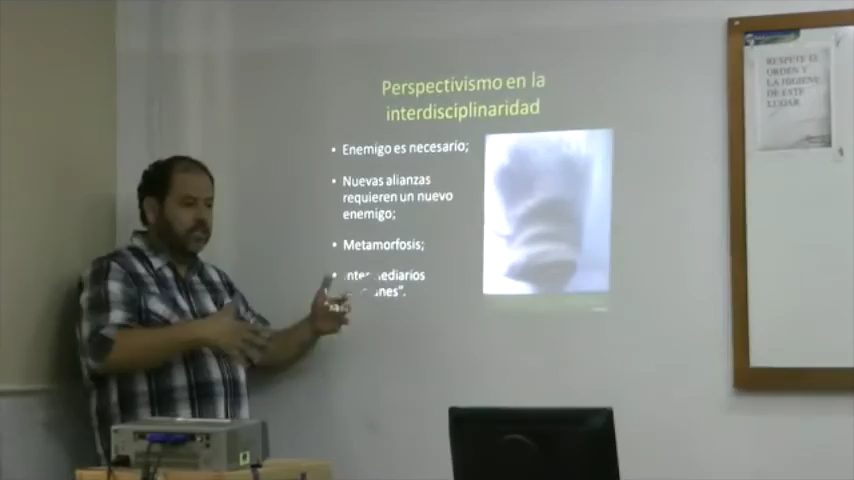 Perspectivismo en la
interdisciplinaridad
• Enemigo es necesario;
• Nuevas alianzas
requieren un nuevo
enemigo;
• Metamorfosis;
RESPETE EL
ORDEN Y
LA HIGIENE
DE ESTE
LUGAR